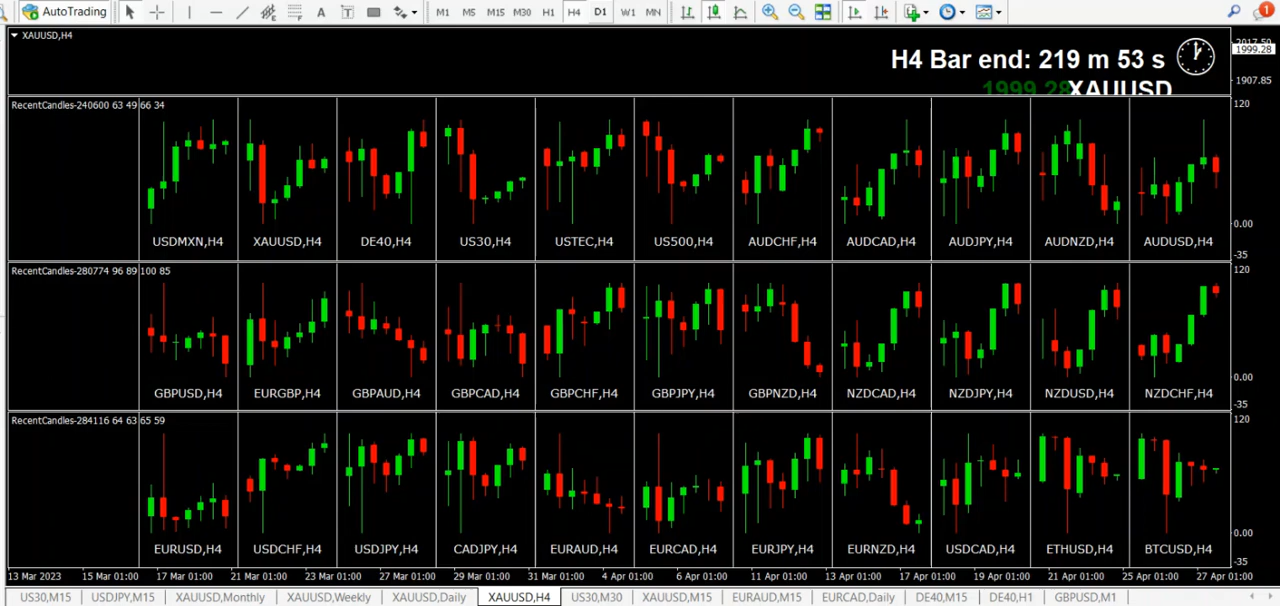 AutoTrading A T M1 M5 M15 M30 H1 H4 D1 W1 MN 1
XAUUSD,H4
2017.50
1999.28
H4 Bar end: 219 m 53 s
1999.28 XAUUSD
1907.85
RecentCandles-240600 63 49 66 34
120
0.00
USDMXN,H4 XAUUSD,H4 DE40,H4 US30,H4 USTEC,H4 US500,H4 AUDCHF,H4 AUDCAD,H4 AUDJPY,H4 AUDNZD,H4 AUDUSD,H4
-35
RecentCandles-280774 96 89 100 85
120
0.00
GBPUSD,H4 EURGBP,H4 GBPAUD,H4 GBPCAD,H4 GBPCHF,H4 GBPJPY,H4 GBPNZD,H4 NZDCAD,H4 NZDJPY,H4 NZDUSD,H4 NZDCHF,H4
-35
RecentCandles-284116 64 63 65 59
120
0.00
EURUSD,H4 USDCHF,H4 USDJPY,H4 CADJPY,H4 EURAUD,H4 EURCAD,H4 EURJPY,H4 EURNZD,H4 USDCAD,H4 ETHUSD,H4 BTCUSD,H4
-35
13 Mar 2023 15 Mar 01:00 17 Mar 01:00 21 Mar 01:00 23 Mar 01:00 27 Mar 01:00 29 Mar 01:00 31 Mar 01:00 4 Apr 01:00 6 Apr 01:00 11 Apr 01:00 13 Apr 01:00 17 Apr 01:00 19 Apr 01:00 21 Apr 01:00 25 Apr 01:00 27 Apr 01:00
US30,M15 USDJPY,M15 XAUUSD,Monthly XAUUSD,Weekly XAUUSD,Daily XAUUSD,H4 US30,M30 XAUUSD,M15 EURAUD,M15 EURCAD,Daily DE40,M15 DE40,H1 GBPUSD,M1